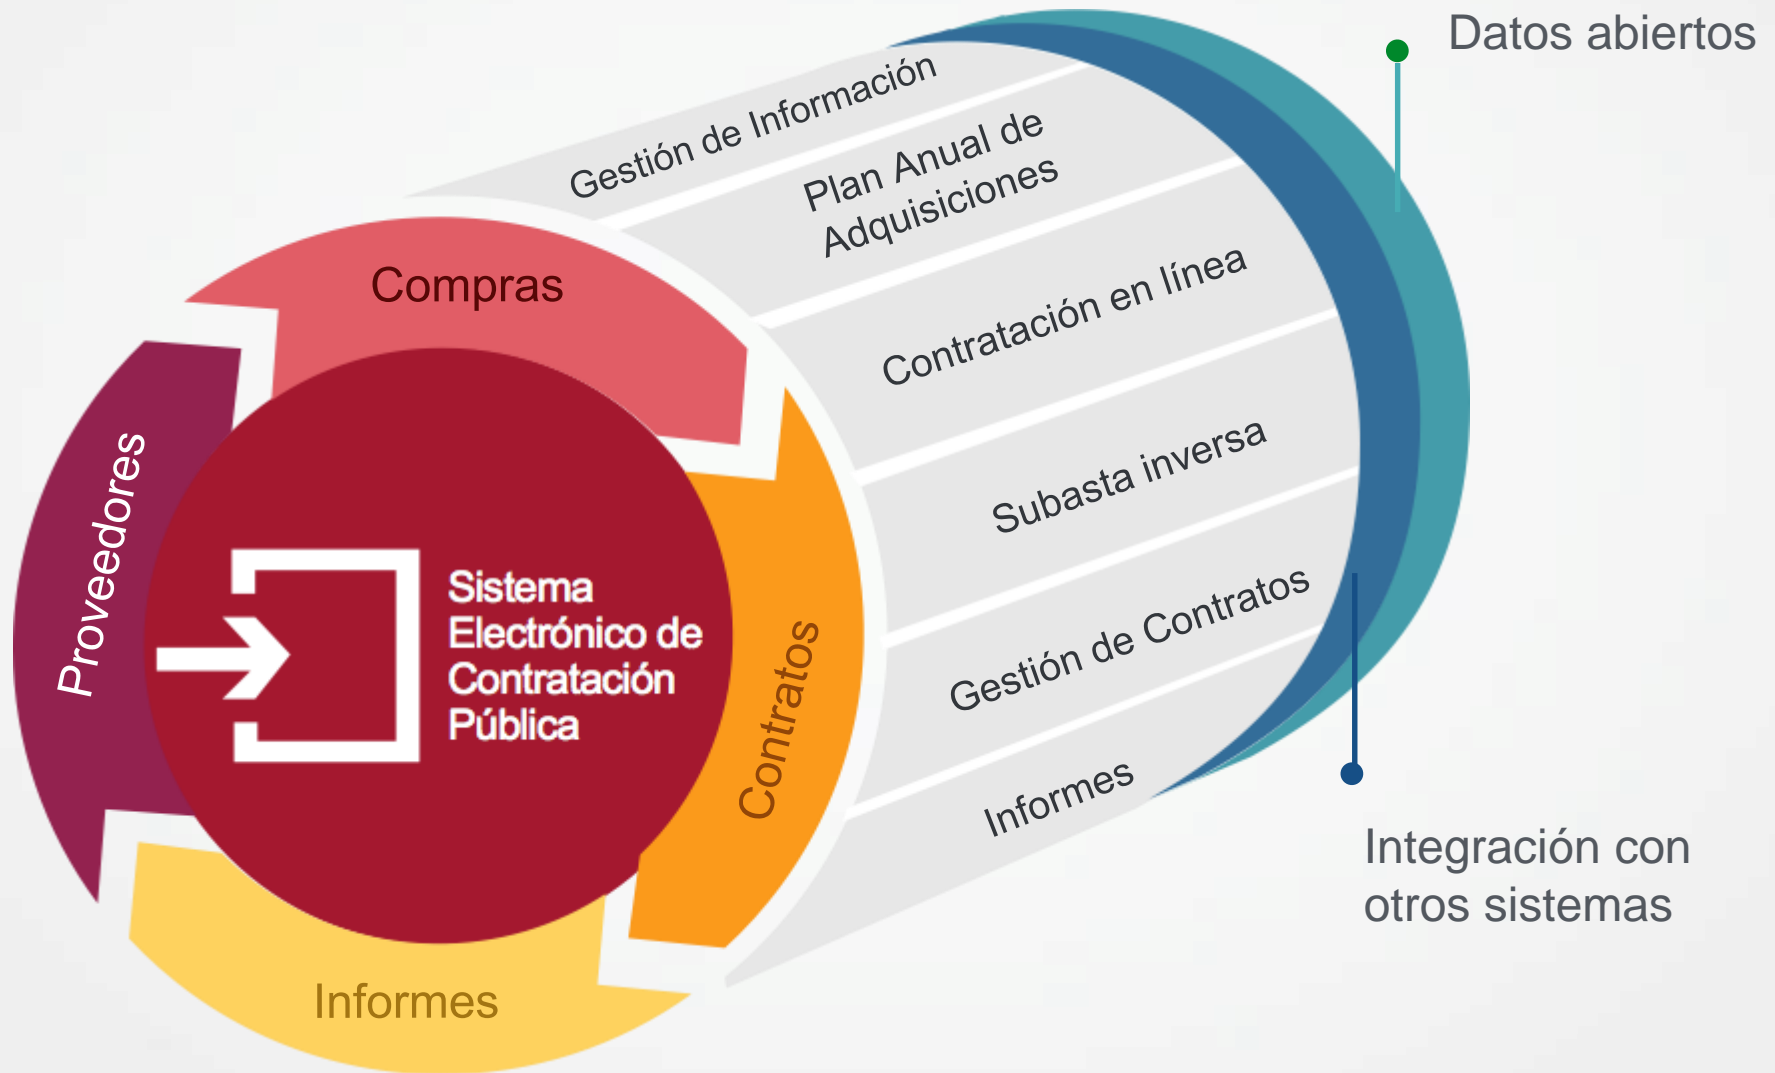 Datos abiertos
Gestión de Información
Plan Anual de
Adquisiciones
Contratación en línea
Subasta inversa
Gestión de Contratos
Informes
Compras
Proveedores
Sistema
Electrónico de
Contratación
Pública
Contratos
Informes
Integración con
otros sistemas